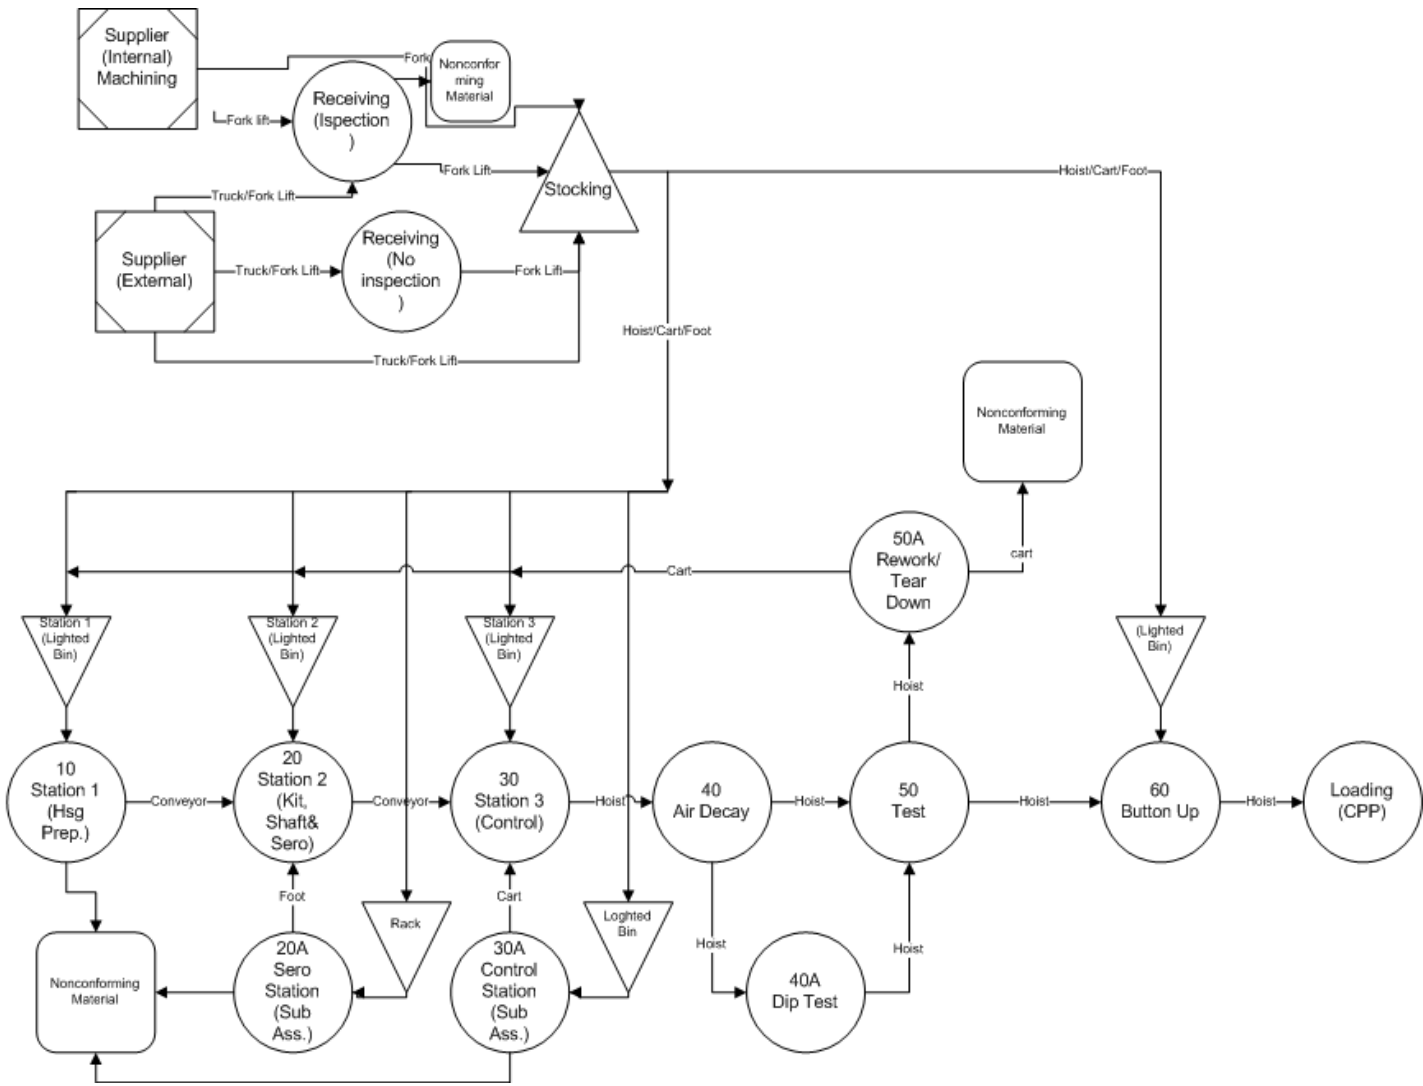 Supplier
(Internal)
Machining
Fork
Nonconfor
ming
Material
Receiving
(Ispection
)
Fork lift
Fork Lift
Stocking
Hoist/Cart/Foot
Truck/Fork Lift
Supplier
(External)
Truck/Fork Lift
Receiving
(No
inspection
)
Fork Lift
Truck/Fork Lift
Hoist/Cart/Foot
Nonconforming
Material
50A
Rework/
Tear
Down
cart
Cart
Station 1
(Lighted
Bin)
Station 2
(Lighted
Bin)
Station 3
(Lighted
Bin)
(Lighted
Bin)
Hoist
10
Station 1
(Hsg
Prep.)
Conveyor
20
Station 2
(Kit,
Shaft&
Sero)
Conveyor
30
Station 3
(Control)
Hoist
40
Air Decay
Hoist
50
Test
Hoist
60
Button Up
Hoist
Loading
(CPP)
Foot
Cart
Rack
Loghted
Bin
Hoist
Hoist
Nonconforming
Material
20A
Sero
Station
(Sub
Ass.)
30A
Control
Station
(Sub
Ass.)
40A
Dip Test